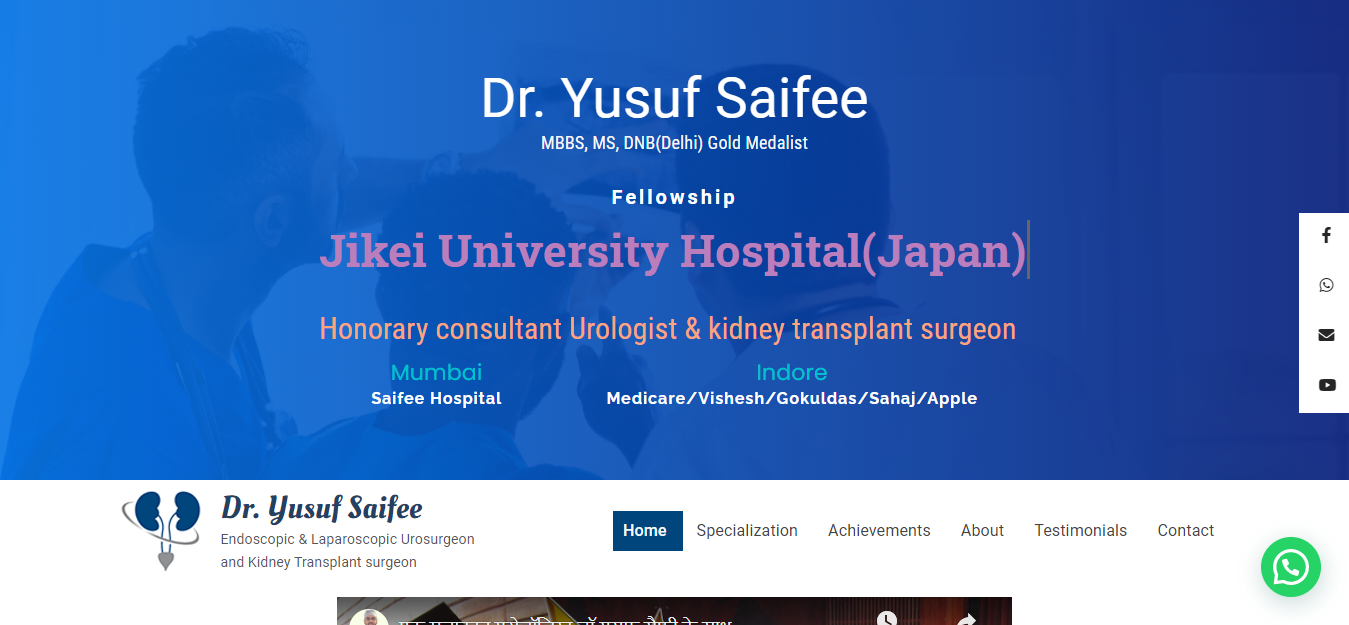 Dr. Yusuf Saifee
MBBS, MS, DNB(Delhi) Gold Medalist
Fellowship
Jikei University Hospital(Japan)
Honorary consultant Urologist & kidney transplant surgeon
Mumbai
Saifee Hospital
Indore
Medicare/Vishesh/Gokuldas/Sahaj/Apple
Dr. Yusuf Saifee
Endoscopic & Laparoscopic Urosurgeon
and Kidney Transplant surgeon
Home Specialization Achievements About Testimonials Contact